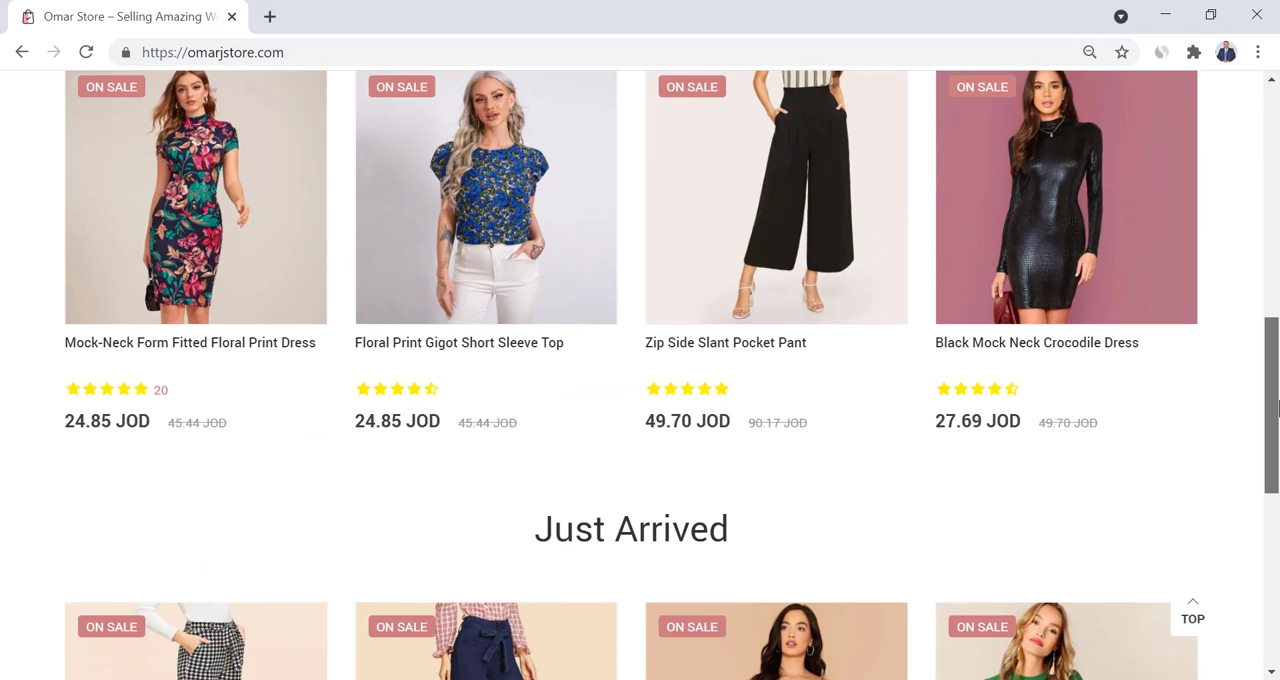 Omar Store – Selling Amazing W
https://omarjstore.com
ON SALE ON SALE ON SALE ON SALE
Mock-Neck Form Fitted Floral Print Dress Floral Print Gigot Short Sleeve Top Zip Side Slant Pocket Pant Black Mock Neck Crocodile Dress
20
24.85 JOD 45.44 JOD 24.85 JOD 45.44 JOD 49.70 JOD 90.17 JOD 27.69 JOD 49.70 JOD
Just Arrived
ON SALE ON SALE ON SALE ON SALE
TOP